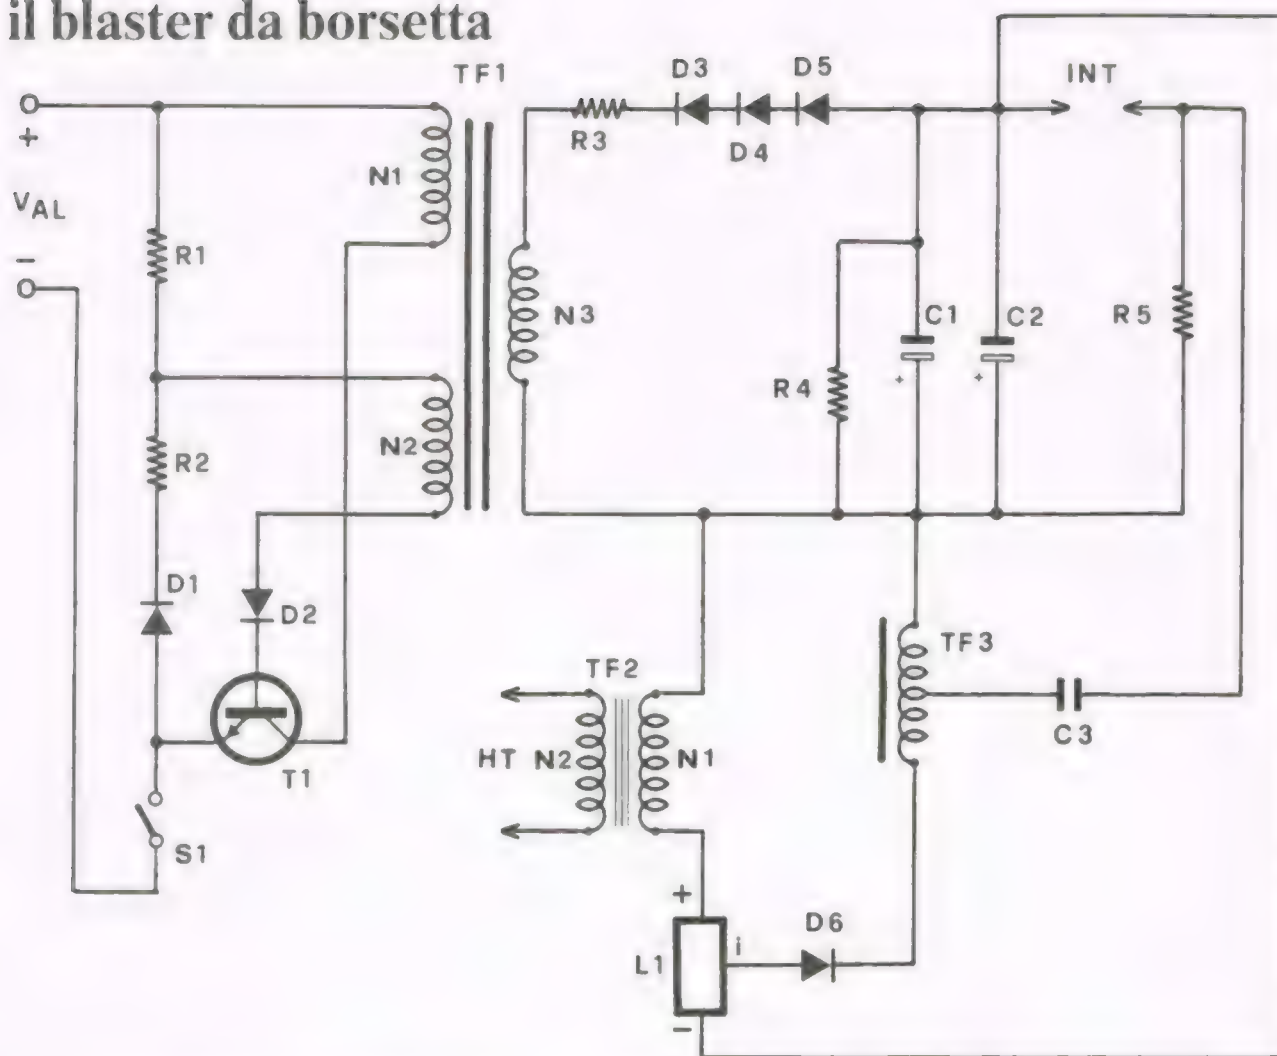 il blaster da borsetta
TF1
D3
D5
INT
R3
D4
+
VAL
-
N1
R1
N3
C1
C2
R5
+
+
R4
N2
R2
D1
D2
TF3
TF2
C3
HT N2
N1
T1
S1
+
D6
L1
i
-